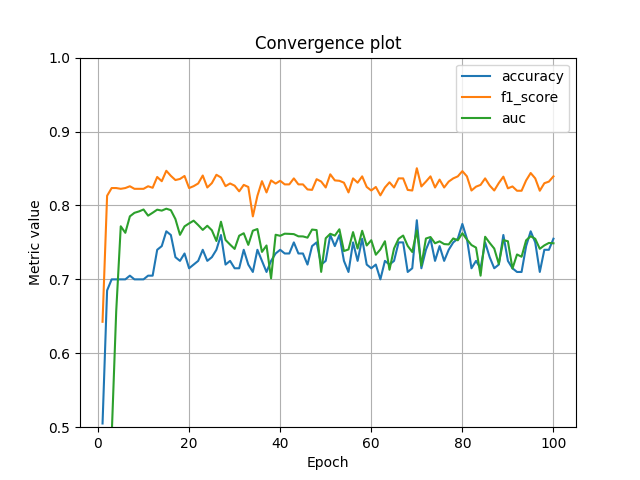 Convergence plot
accuracy
f1_score
auc
Metric value
1.0
0.9
0.8
0.7
0.6
0.5
0 20 40 60 80 100
Epoch